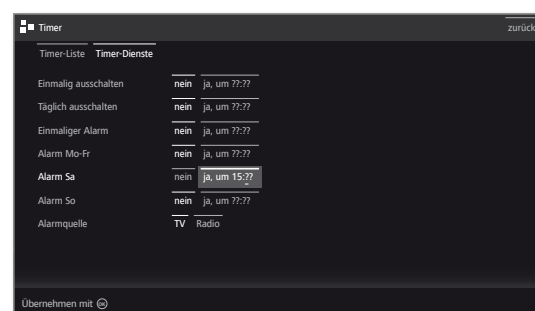 Timer zurück
Timer-Liste Timer-Dienste
Einmalig ausschalten nein ja, um ??:??
Täglich ausschalten nein ja, um ??:??
Einmaliger Alarm nein ja, um ??:??
Alarm Mo-Fr nein ja, um ??:??
Alarm Sa nein ja, um 15:??
Alarm So nein ja, um ??:??
Alarmquelle TV Radio
Übernehmen mit OK